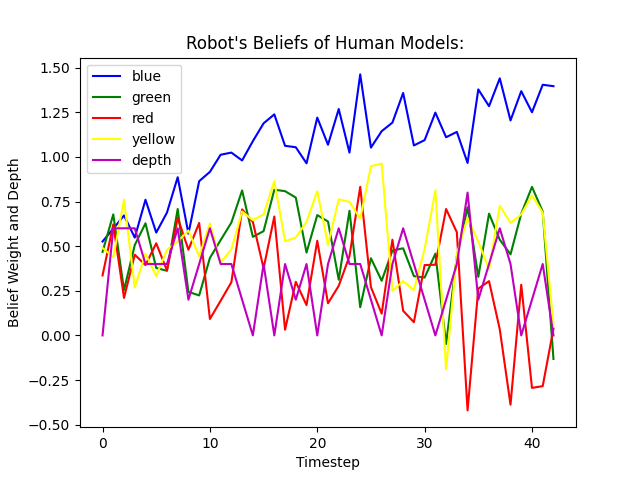 Robot's Beliefs of Human Models:
blue
green
red
yellow
depth
Belief Weight and Depth
1.50
1.25
1.00
0.75
0.50
0.25
0.00
−0.25
−0.50
0 10 20 30 40
Timestep